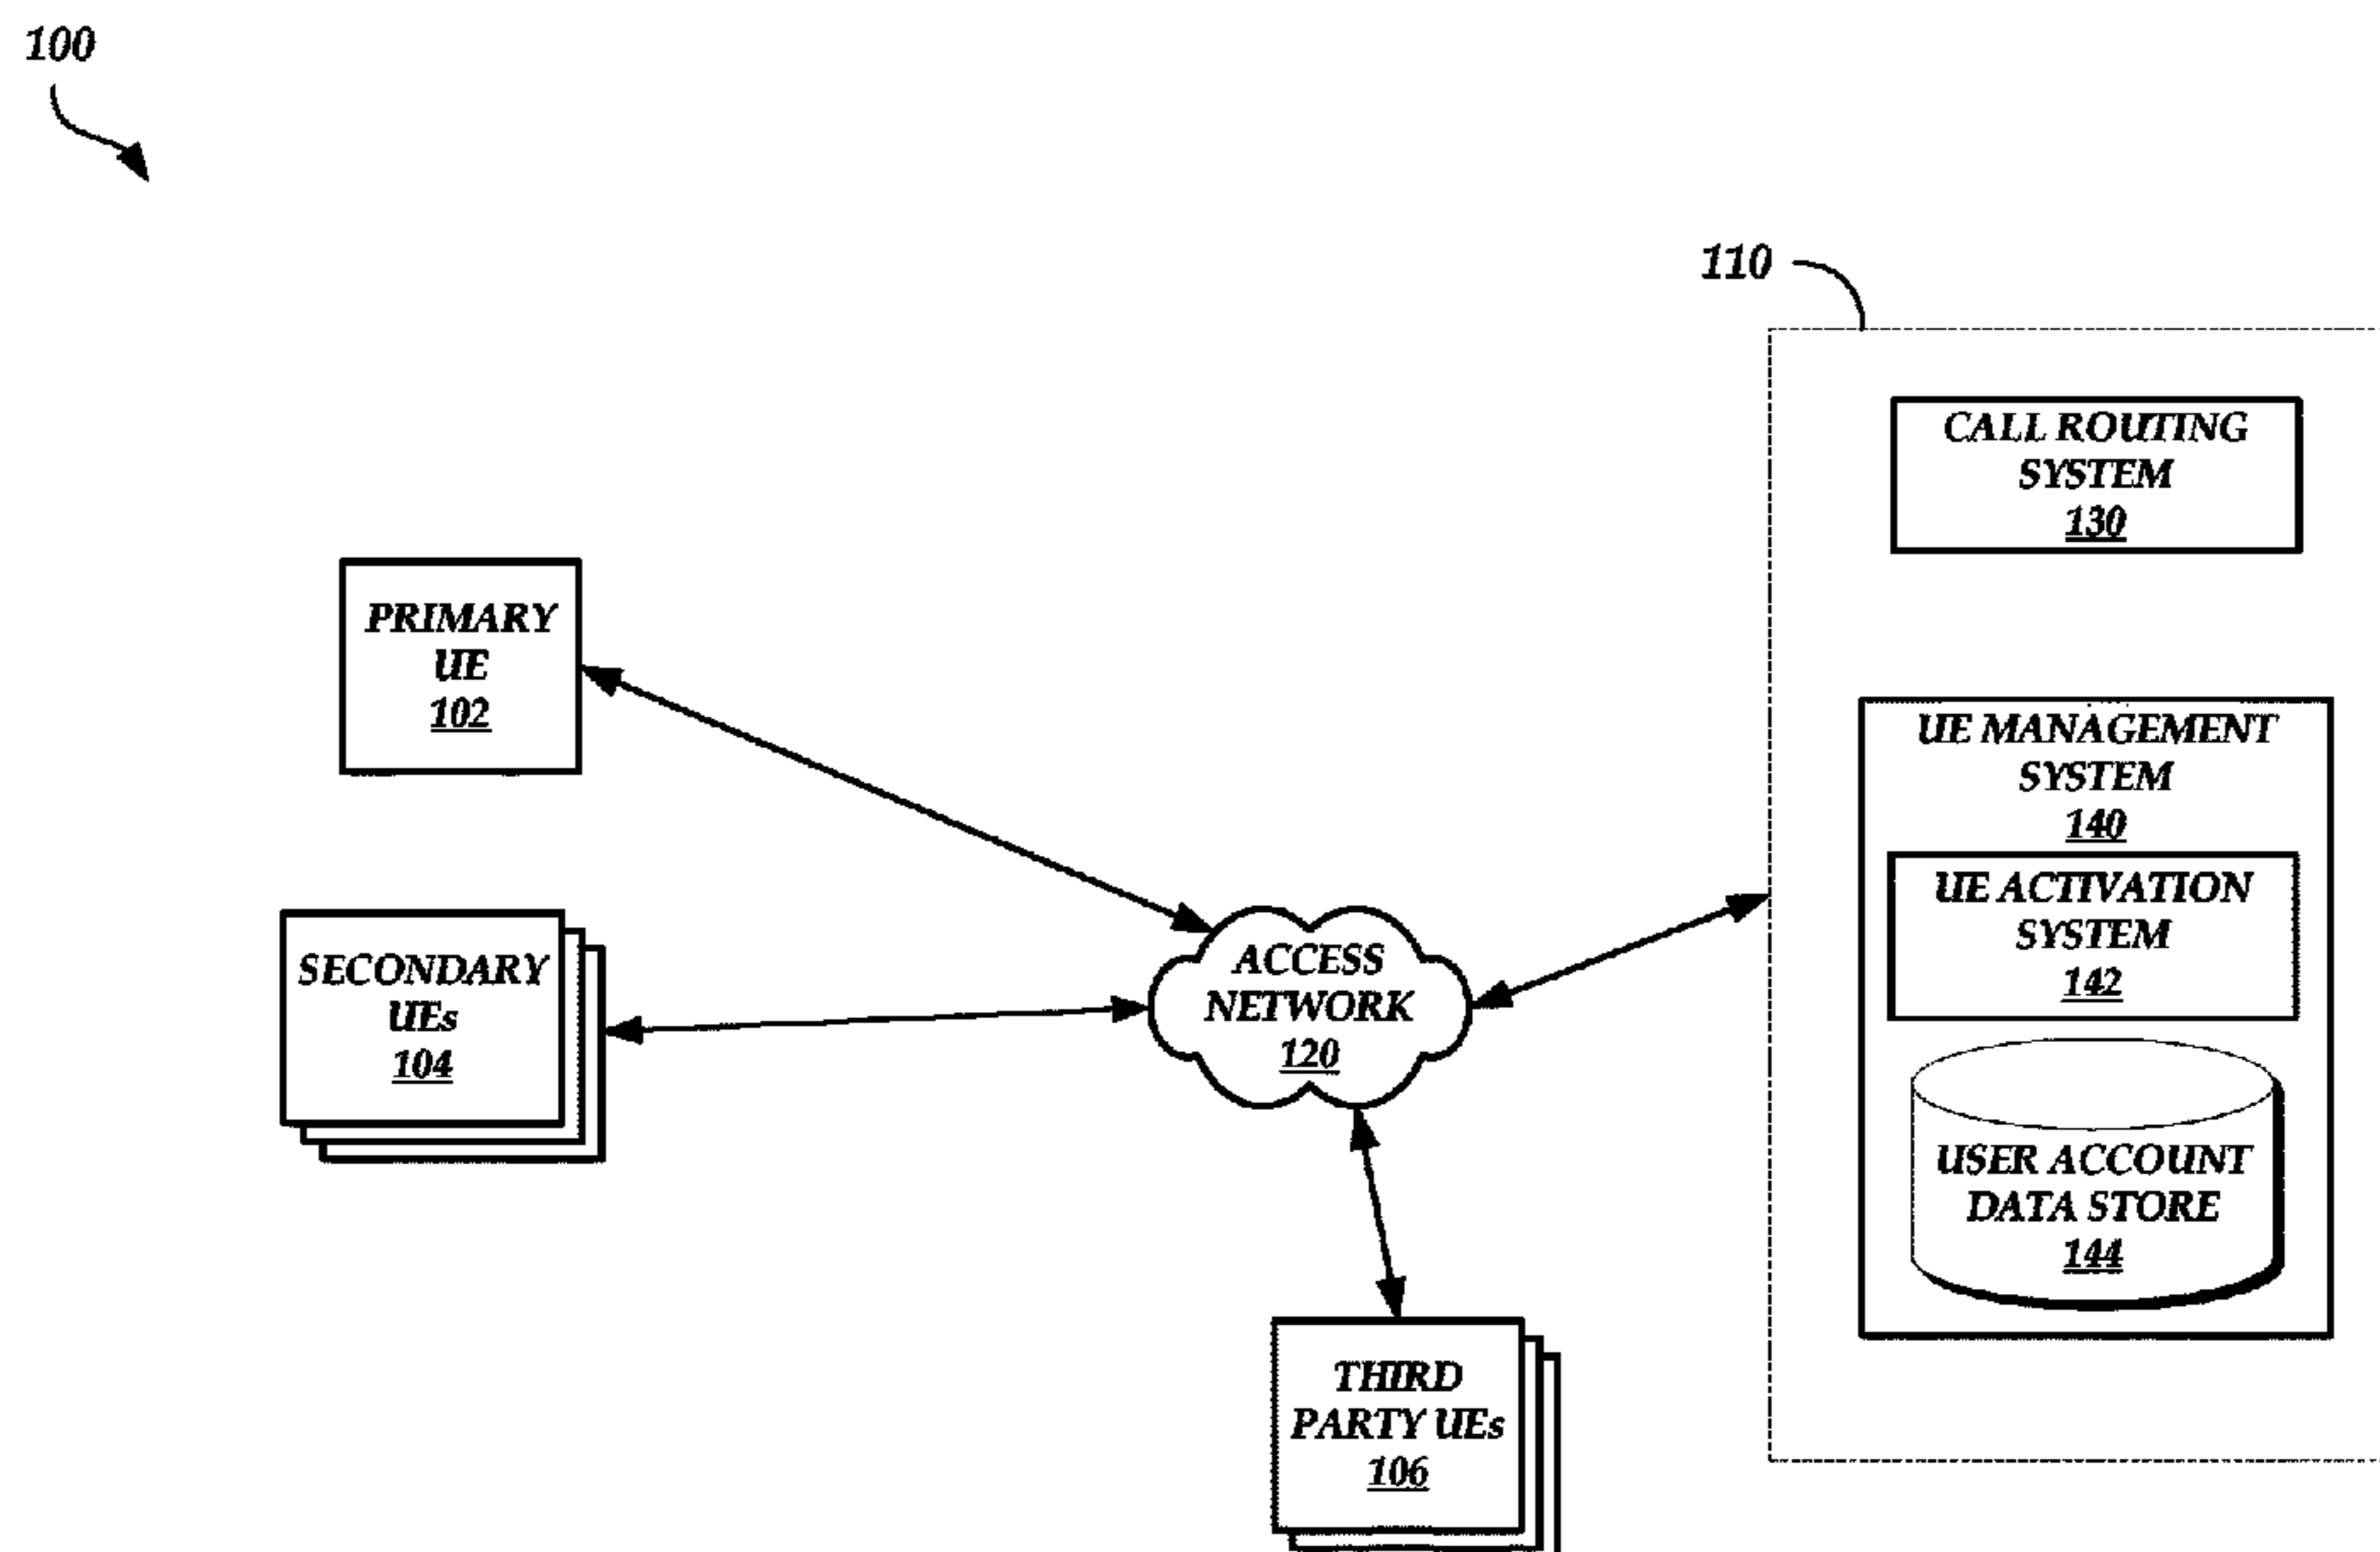 100
110
CALL ROUTING
SYSTEM
130
PRIMARY
UE
102
UE MANAGEMENT
SYSTEM
140
UE ACTIVATION
SYSTEM
142
SECONDARY
UEs
104
ACCESS
NETWORK
120
USER ACCOUNT
DATA STORE
144
THIRD
PARTY UEs
106